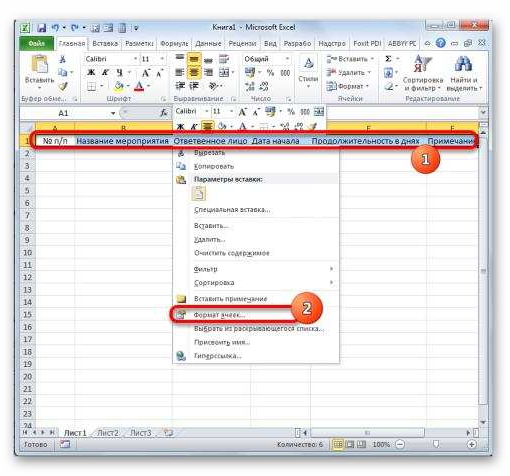 Книга1 - Microsoft Excel
Файл Главная Вставка Разметка Формулы Данные Рецензи Вид Разрабо Надстро Foxit PDF ABBYY PC
Вставить
Calibri 11
Ж К Ч
Общий
% 000
Стили
Вставить
Удалить
Формат
Сортировка и фильтр
Найти и выделить
Буфер обме... Шрифт Выравнивание Число Ячейки Редактирование
A1
fx
Calibri 11 A A % 000
Ж К
A B E F
1 № п/п Название мероприятия Ответственное лицо Дата начала Продолжительность в днях Примечание
1
2
3
4
5
6
7
8
9
10
11
12
13
14
15
16
17
18
19
20
21
22
23
24
Вырезать
Копировать
Параметры вставки:
Специальная вставка...
Вставить...
Удалить...
Очистить содержимое
Фильтр
Сортировка
Вставить примечание
Формат ячеек...
2
Выбрать из раскрывающегося списка...
Присвоить имя...
Гиперссылка...
Лист1 Лист2 Лист3
Готово
Количество: 6
100%